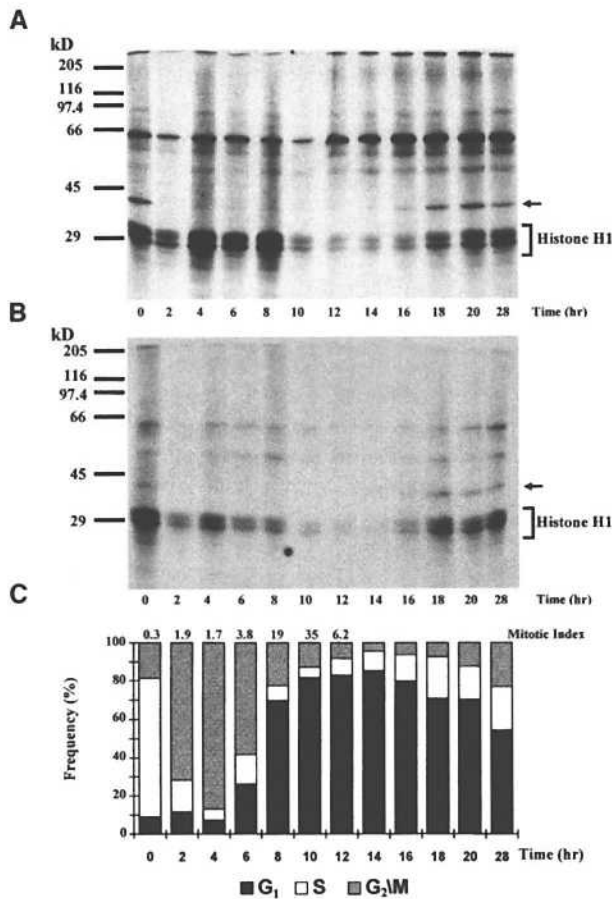 A
kD
205
116
97.4
66
45
29
Histone H1
0 2 4 6 8 10 12 14 16 18 20 28 Time (hr)
B
kD
205
116
97.4
66
45
29
Histone H1
0 2 4 6 8 10 12 14 16 18 20 28 Time (hr)
C
0.3 1.9 1.7 3.8 19 35 6.2 Mitotic Index
Frequency (%)
100
80
60
40
20
0
0 2 4 6 8 10 12 14 16 18 20 28 Time (hr)
G1 S G2\M